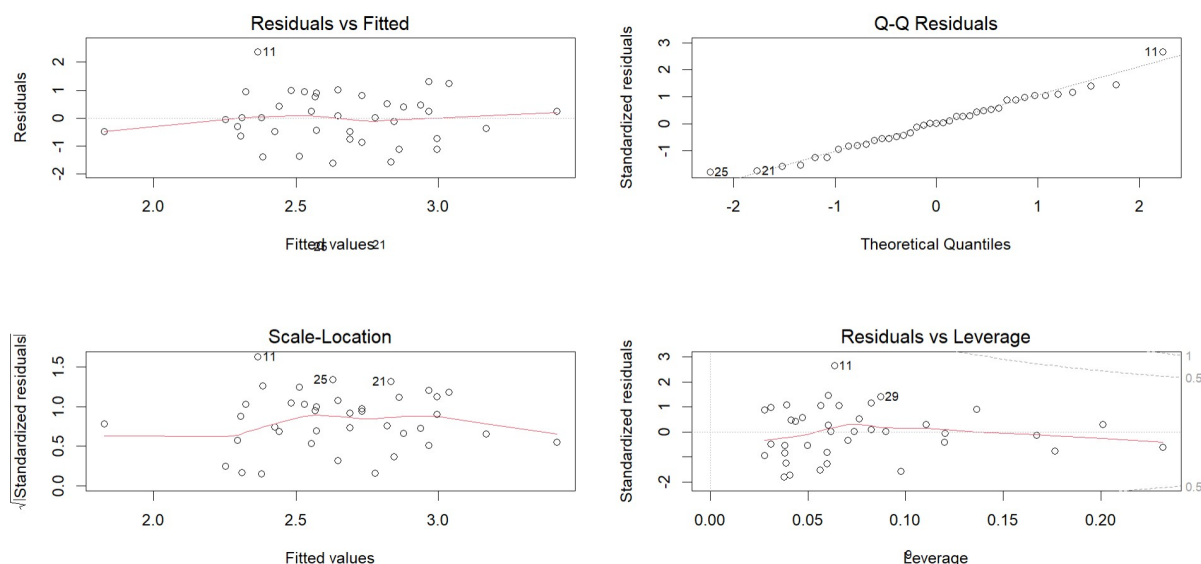 Residuals vs Fitted
Residuals
2
1
0
-1
-2
11
2.0 2.5 3.0
Fitted values
25
21
Q-Q Residuals
Standardized residuals
3
2
1
0
-1
11
25
21
-2 -1 0 1 2
Theoretical Quantiles
Scale-Location
√|Standardized residuals|
1.5
1.0
0.5
0.0
11
25
21
2.0 2.5 3.0
Fitted values
Residuals vs Leverage
Standardized residuals
3
2
1
0
-2
11
29
1
0.5
0.5
0.00 0.05 0.10 0.15 0.20
Leverage